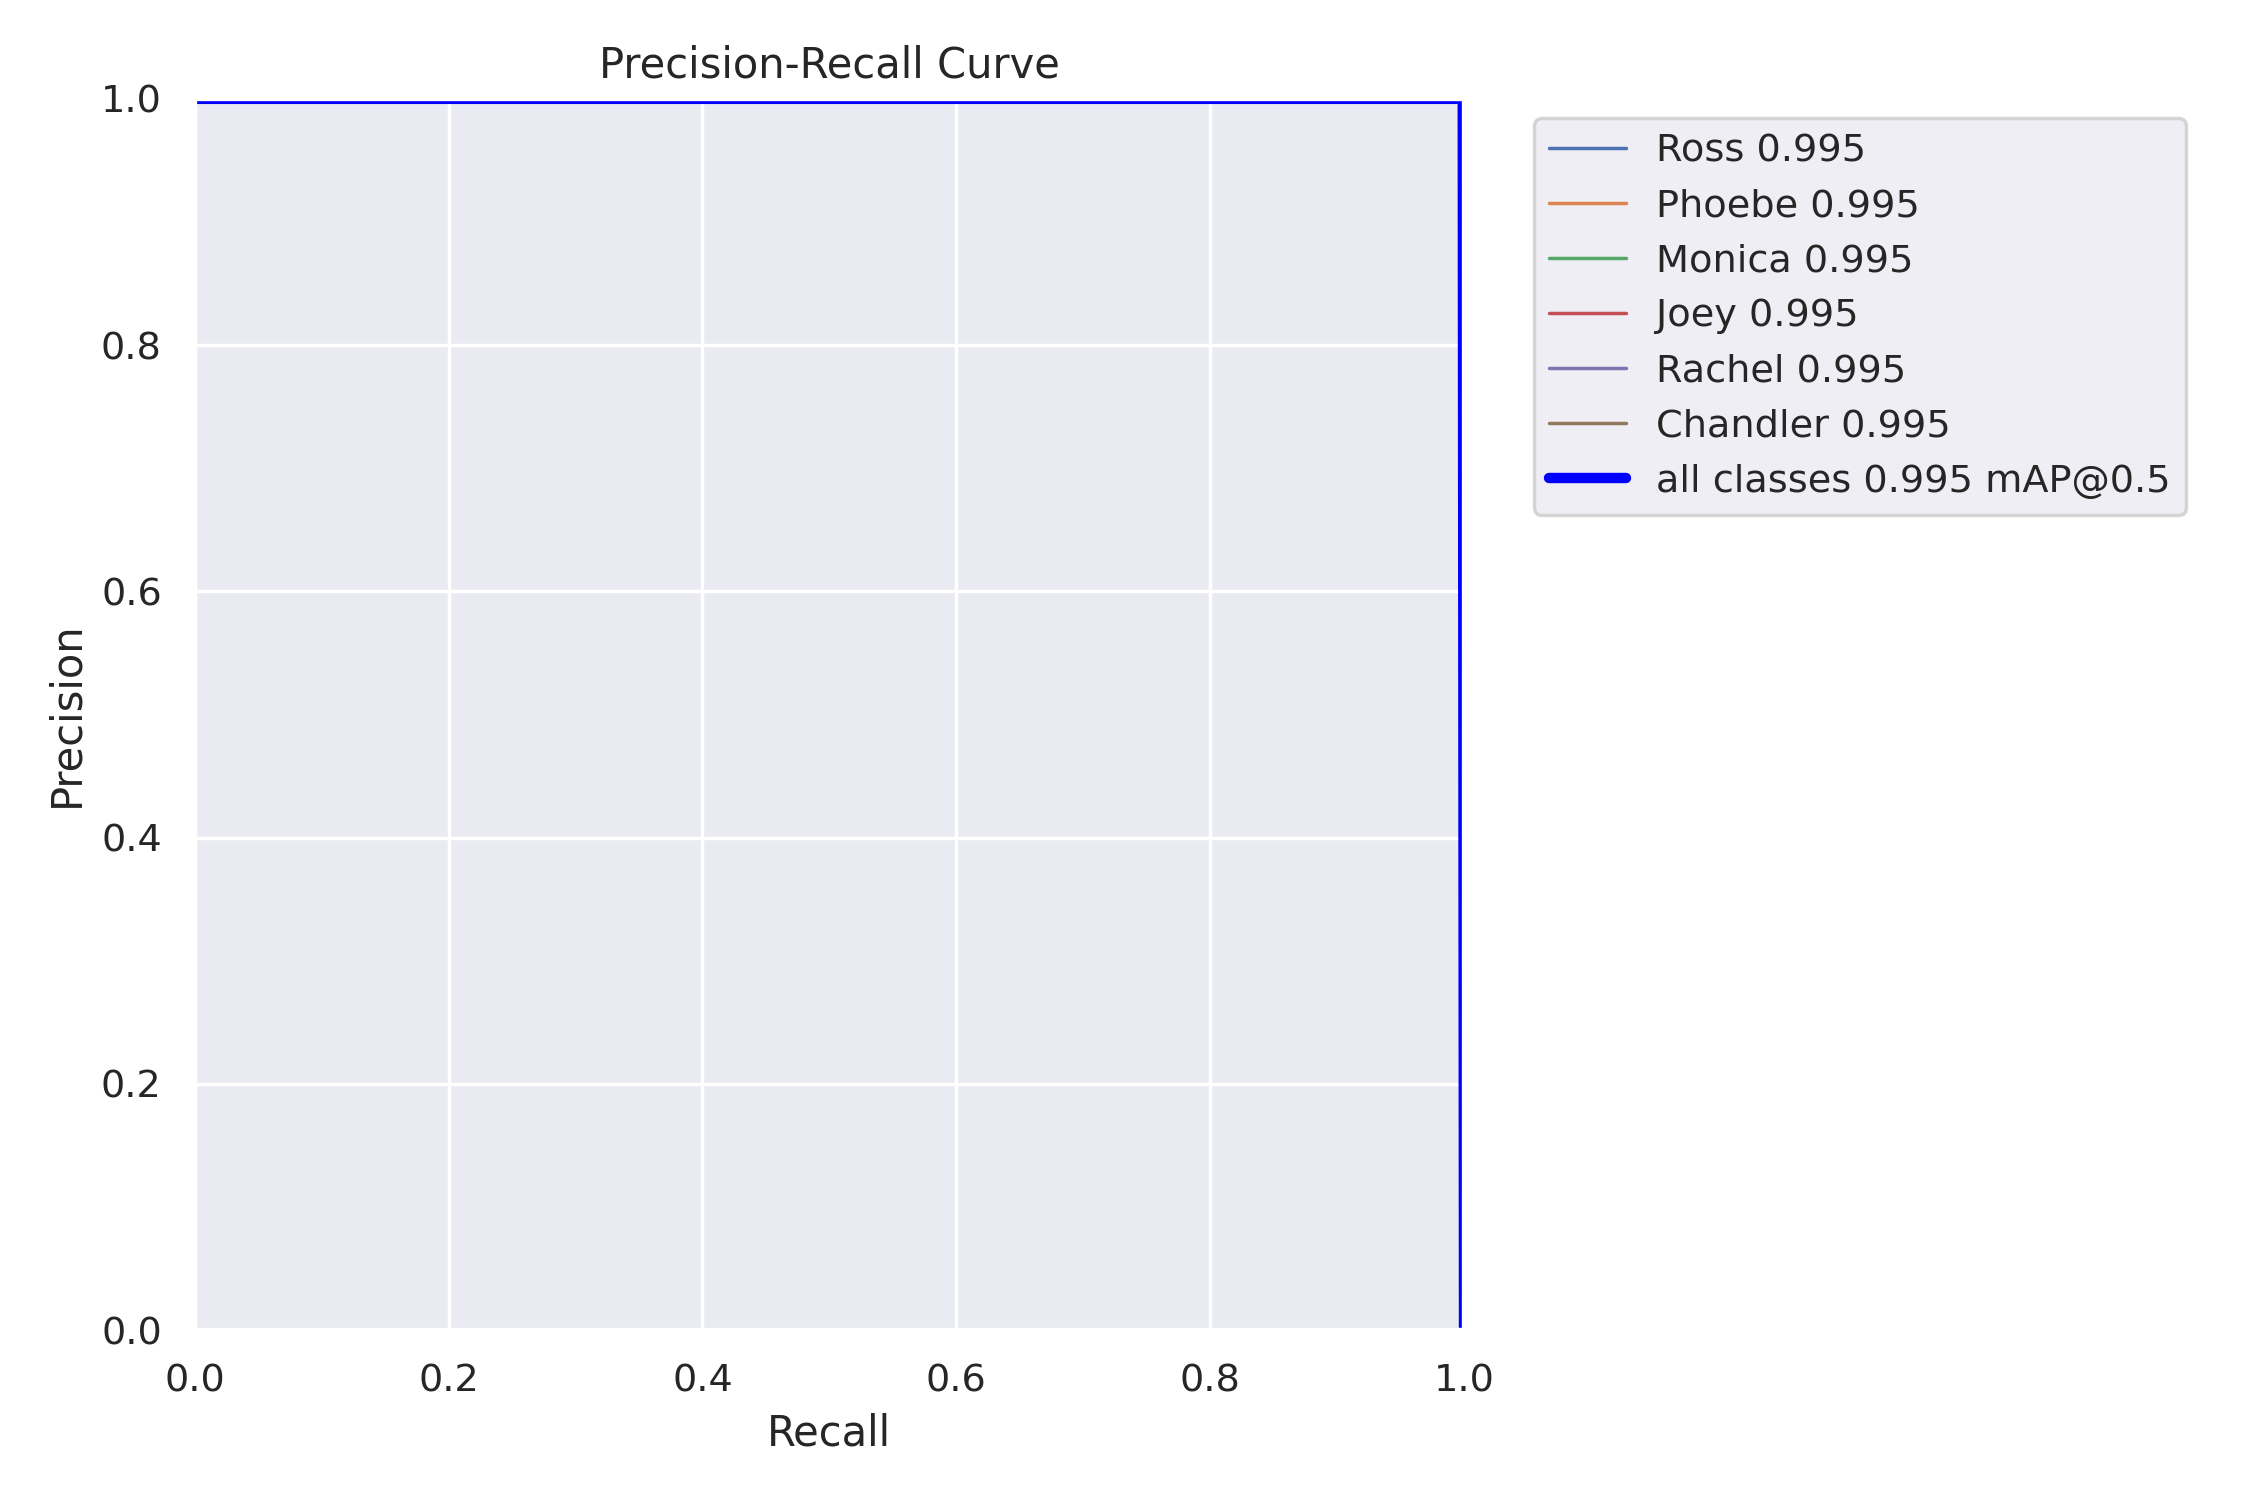 Precision-Recall Curve
1.0
0.8
0.6
0.4
0.2
0.0
Precision
0.0 0.2 0.4 0.6 0.8 1.0
Recall
Ross 0.995
Phoebe 0.995
Monica 0.995
Joey 0.995
Rachel 0.995
Chandler 0.995
all classes 0.995 mAP@0.5